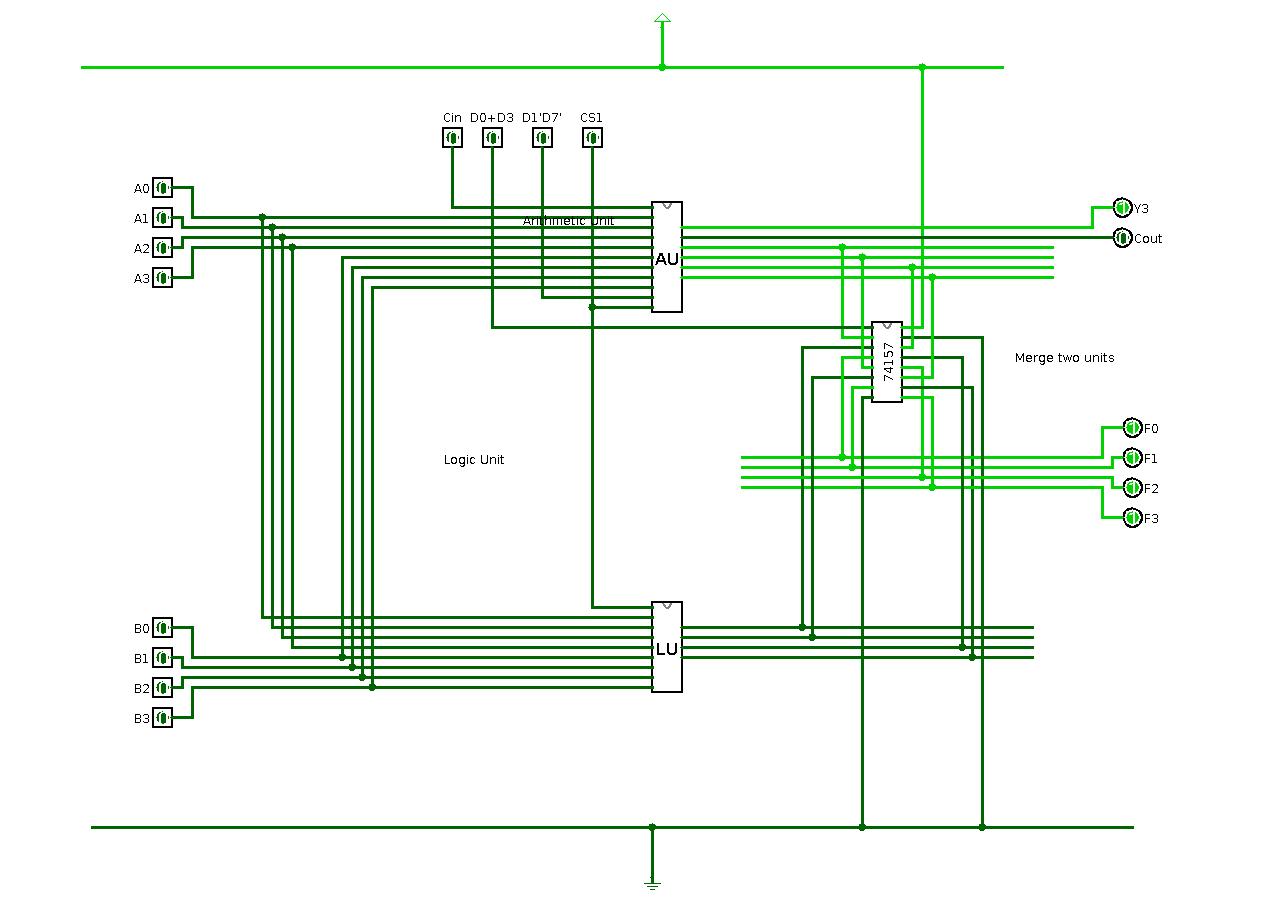 Cin D0+D3 D1'D7' CS1
A0
A1
A2
A3
Arithmetic Unit
AU
Y3
Cout
74157
Merge two units
F0
F1
F2
F3
Logic Unit
B0
B1
B2
B3
LU